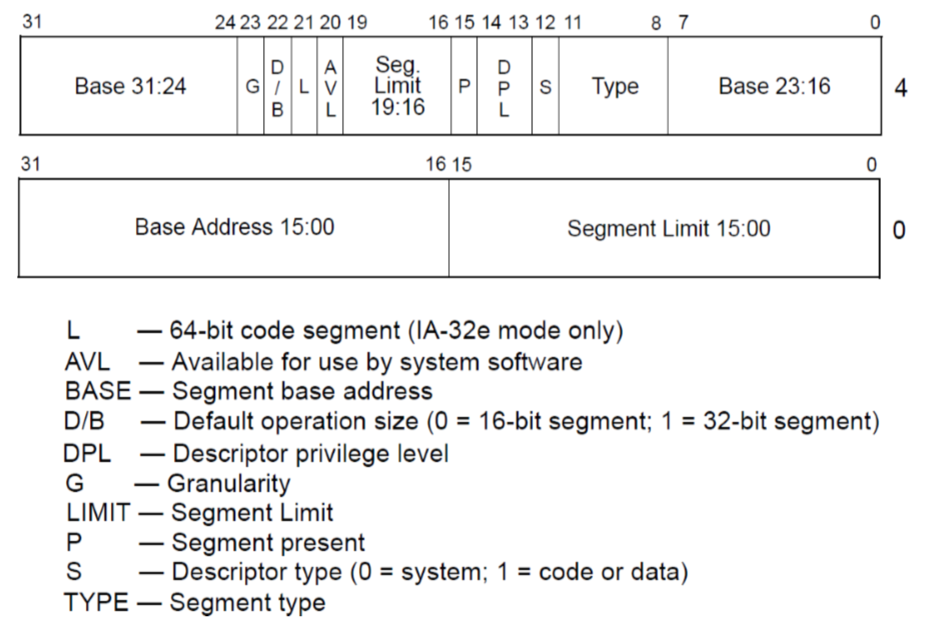 31 24 23 22 21 20 19 16 15 14 13 12 11 8 7 0
Base 31:24 G D/B L AVL Seg. Limit 19:16 P DPL S Type Base 23:16 4
31 16 15 0
Base Address 15:00 Segment Limit 15:00 0
L — 64-bit code segment (IA-32e mode only)
AVL — Available for use by system software
BASE — Segment base address
D/B — Default operation size (0 = 16-bit segment; 1 = 32-bit segment)
DPL — Descriptor privilege level
G — Granularity
LIMIT — Segment Limit
P — Segment present
S — Descriptor type (0 = system; 1 = code or data)
TYPE — Segment type